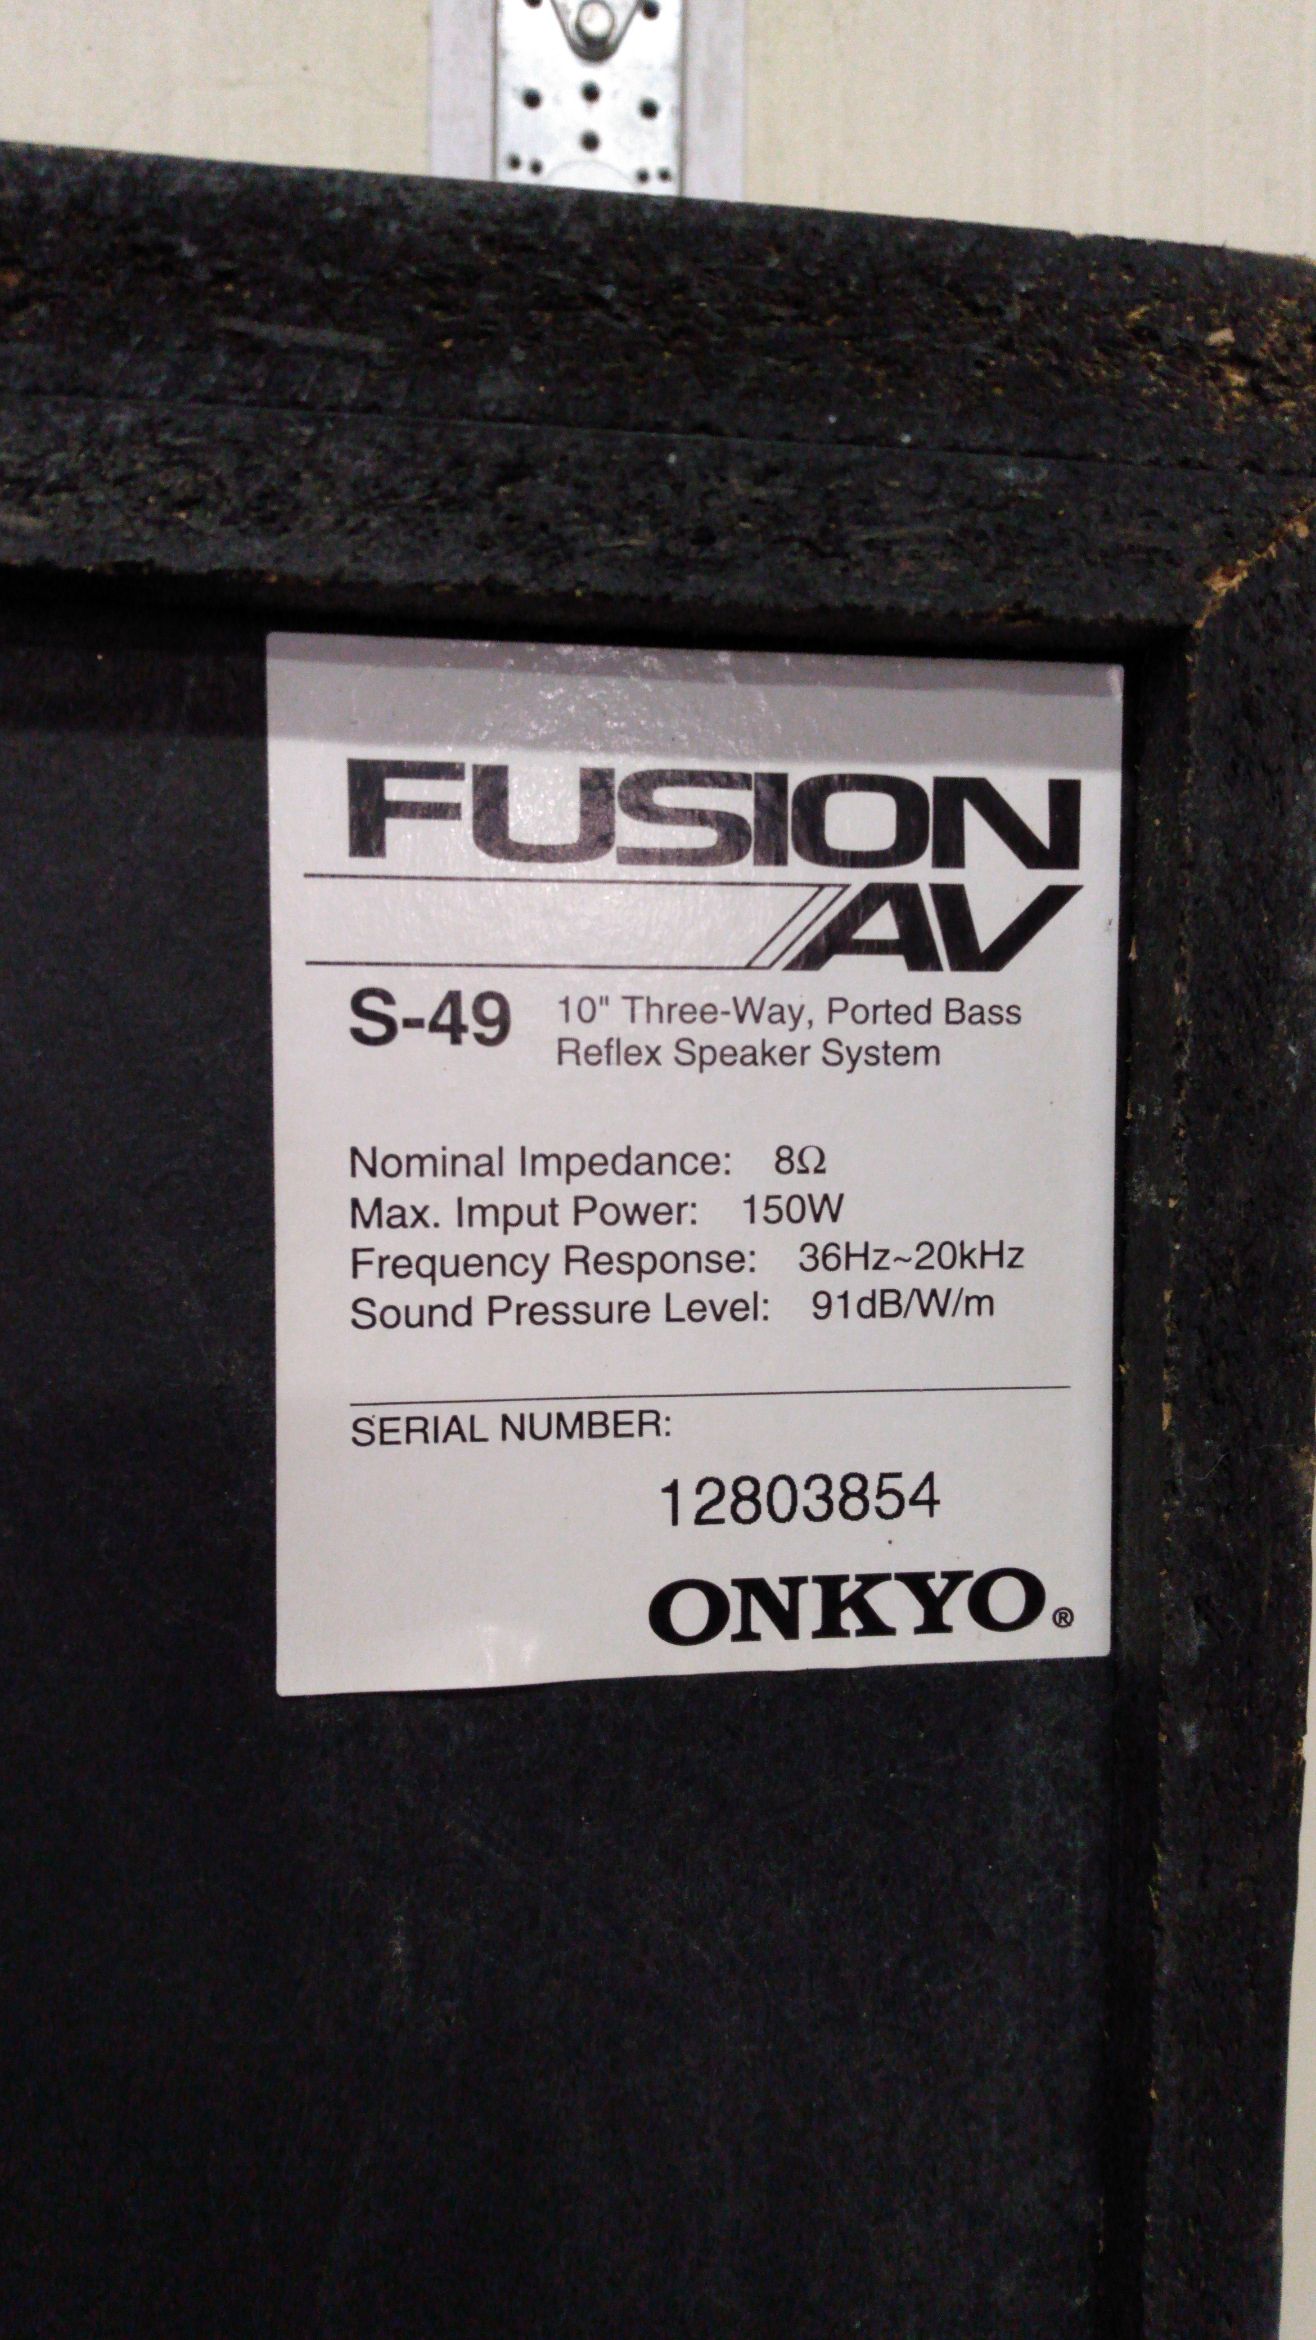 FUSION
AV
S-49 10" Three-Way, Ported Bass
Reflex Speaker System
Nominal Impedance: 8Ω
Max. Imput Power: 150W
Frequency Response: 36Hz~20kHz
Sound Pressure Level: 91dB/W/m
SERIAL NUMBER:
12803854
ONKYO®